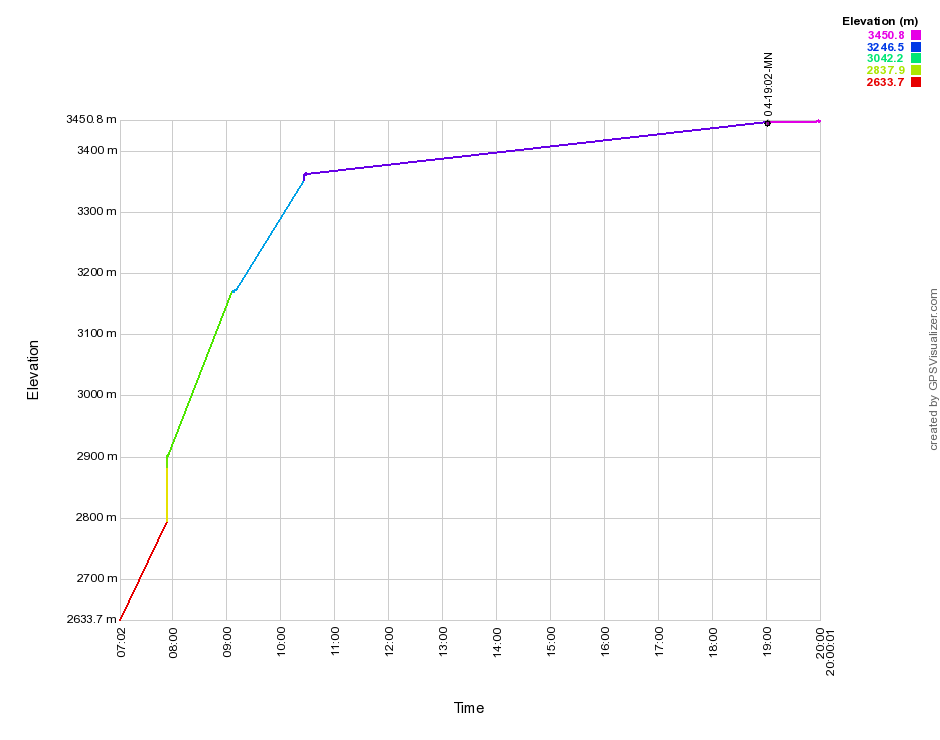 Elevation (m)
3450.8
3246.5
3042.2
2837.9
2633.7
04-19:02-MN
3450.8 m
3400 m
3300 m
3200 m
3100 m
3000 m
2900 m
2800 m
2700 m
2633.7 m
Elevation
07:02
08:00
09:00
10:00
11:00
12:00
13:00
14:00
15:00
16:00
17:00
18:00
19:00
20:00
20:00:01
Time
created by GPSVisualizer.com